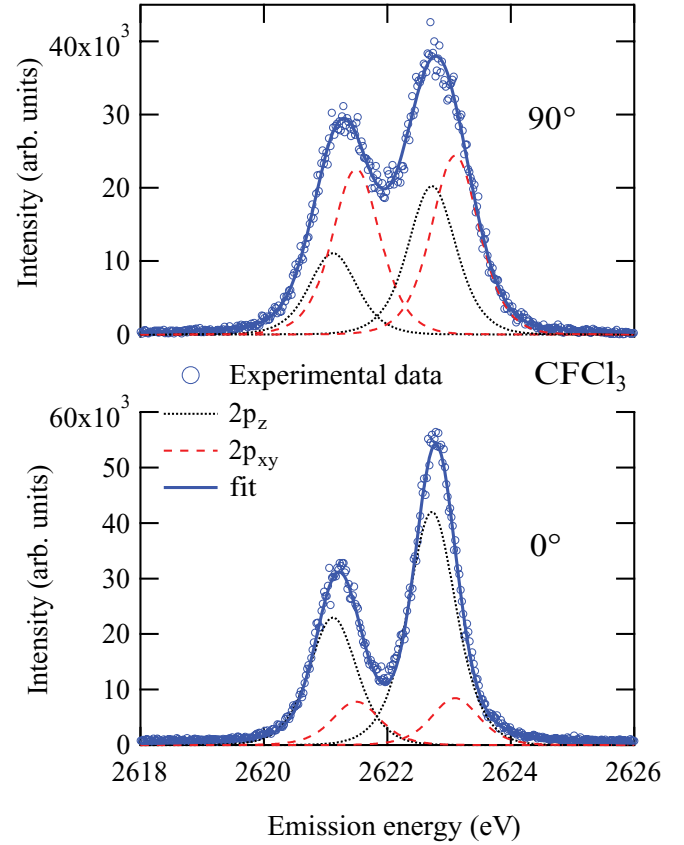 40x10³
30
20
10
0
Intensity (arb. units)
90°
Experimental data
CFCl₃
2p_z
2p_xy
fit
60x10³
50
40
30
20
10
0
Intensity (arb. units)
0°
2618 2620 2622 2624 2626
Emission energy (eV)